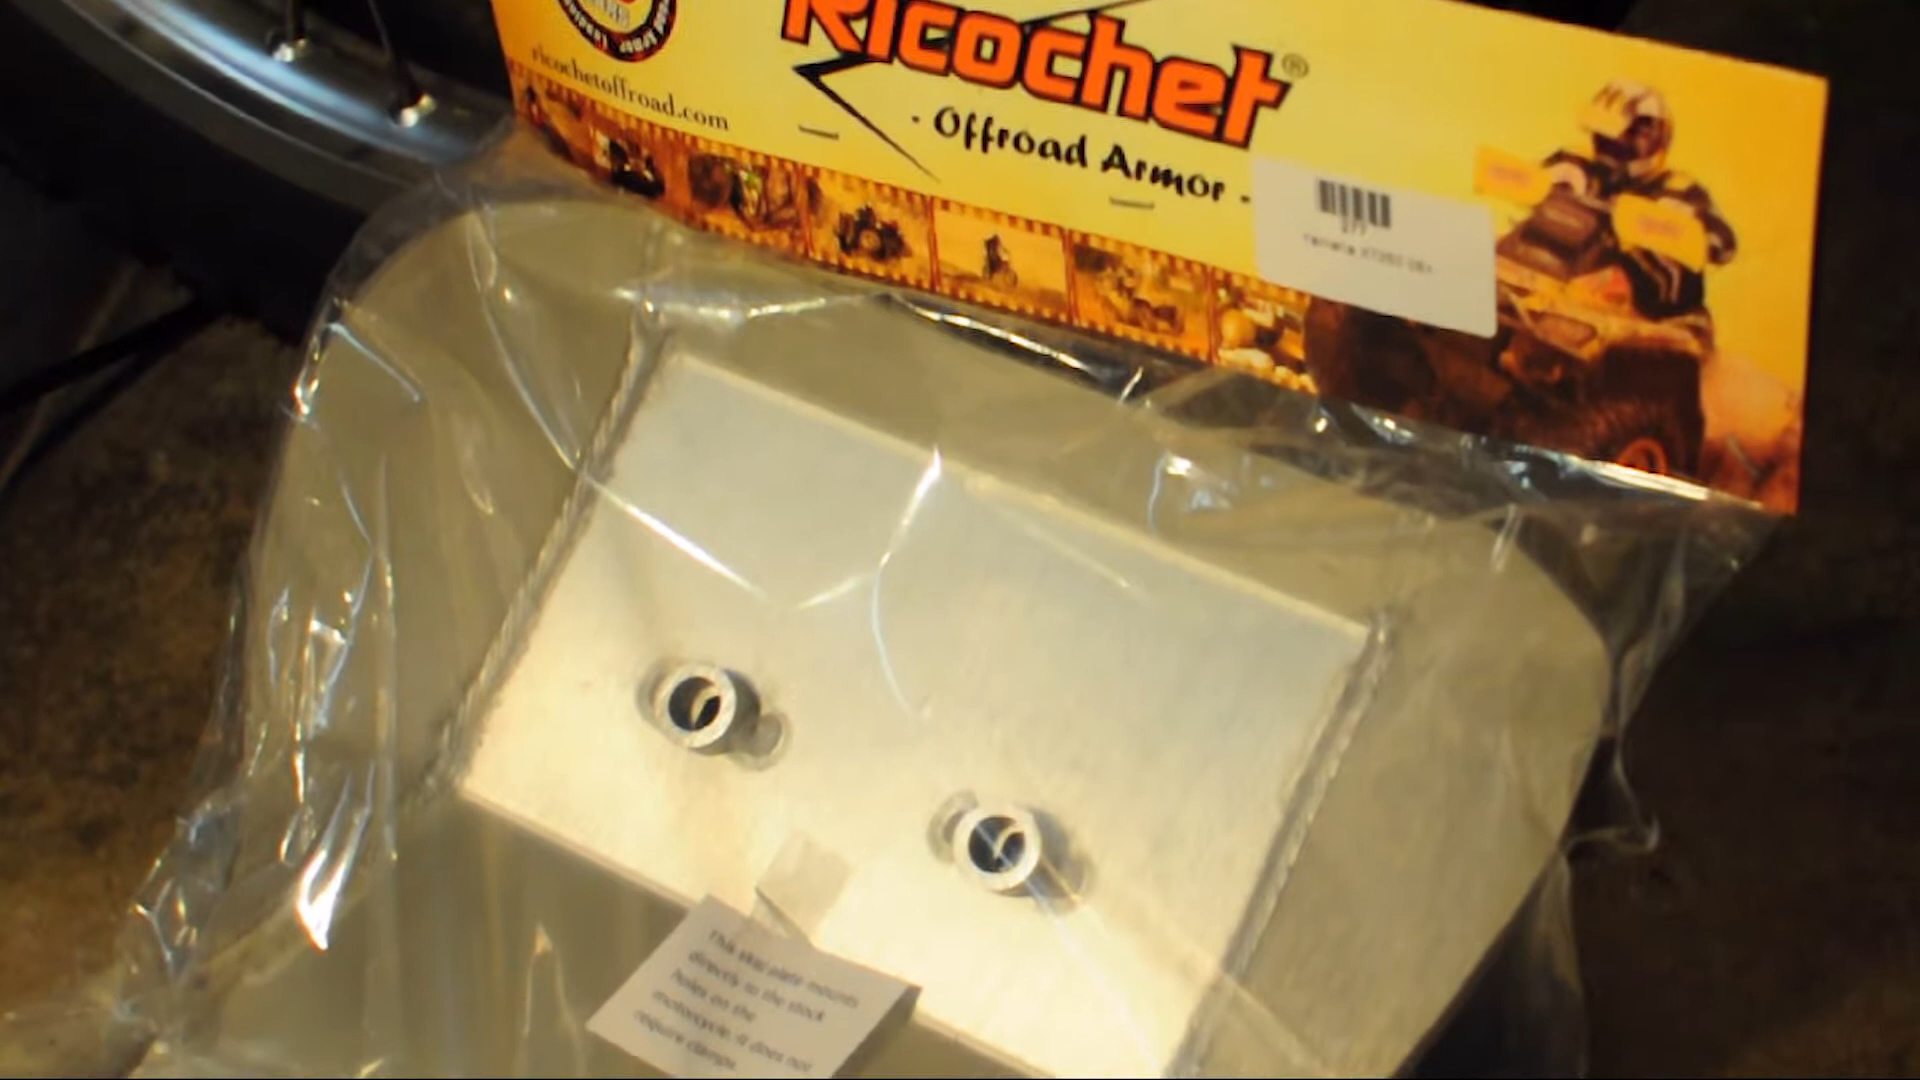 Ricochet®
- Offroad Armor -
ricochetoffroad.com
This skid plate mounts
directly to the stock
holes on the
motorcycle. It does not
require clamps.